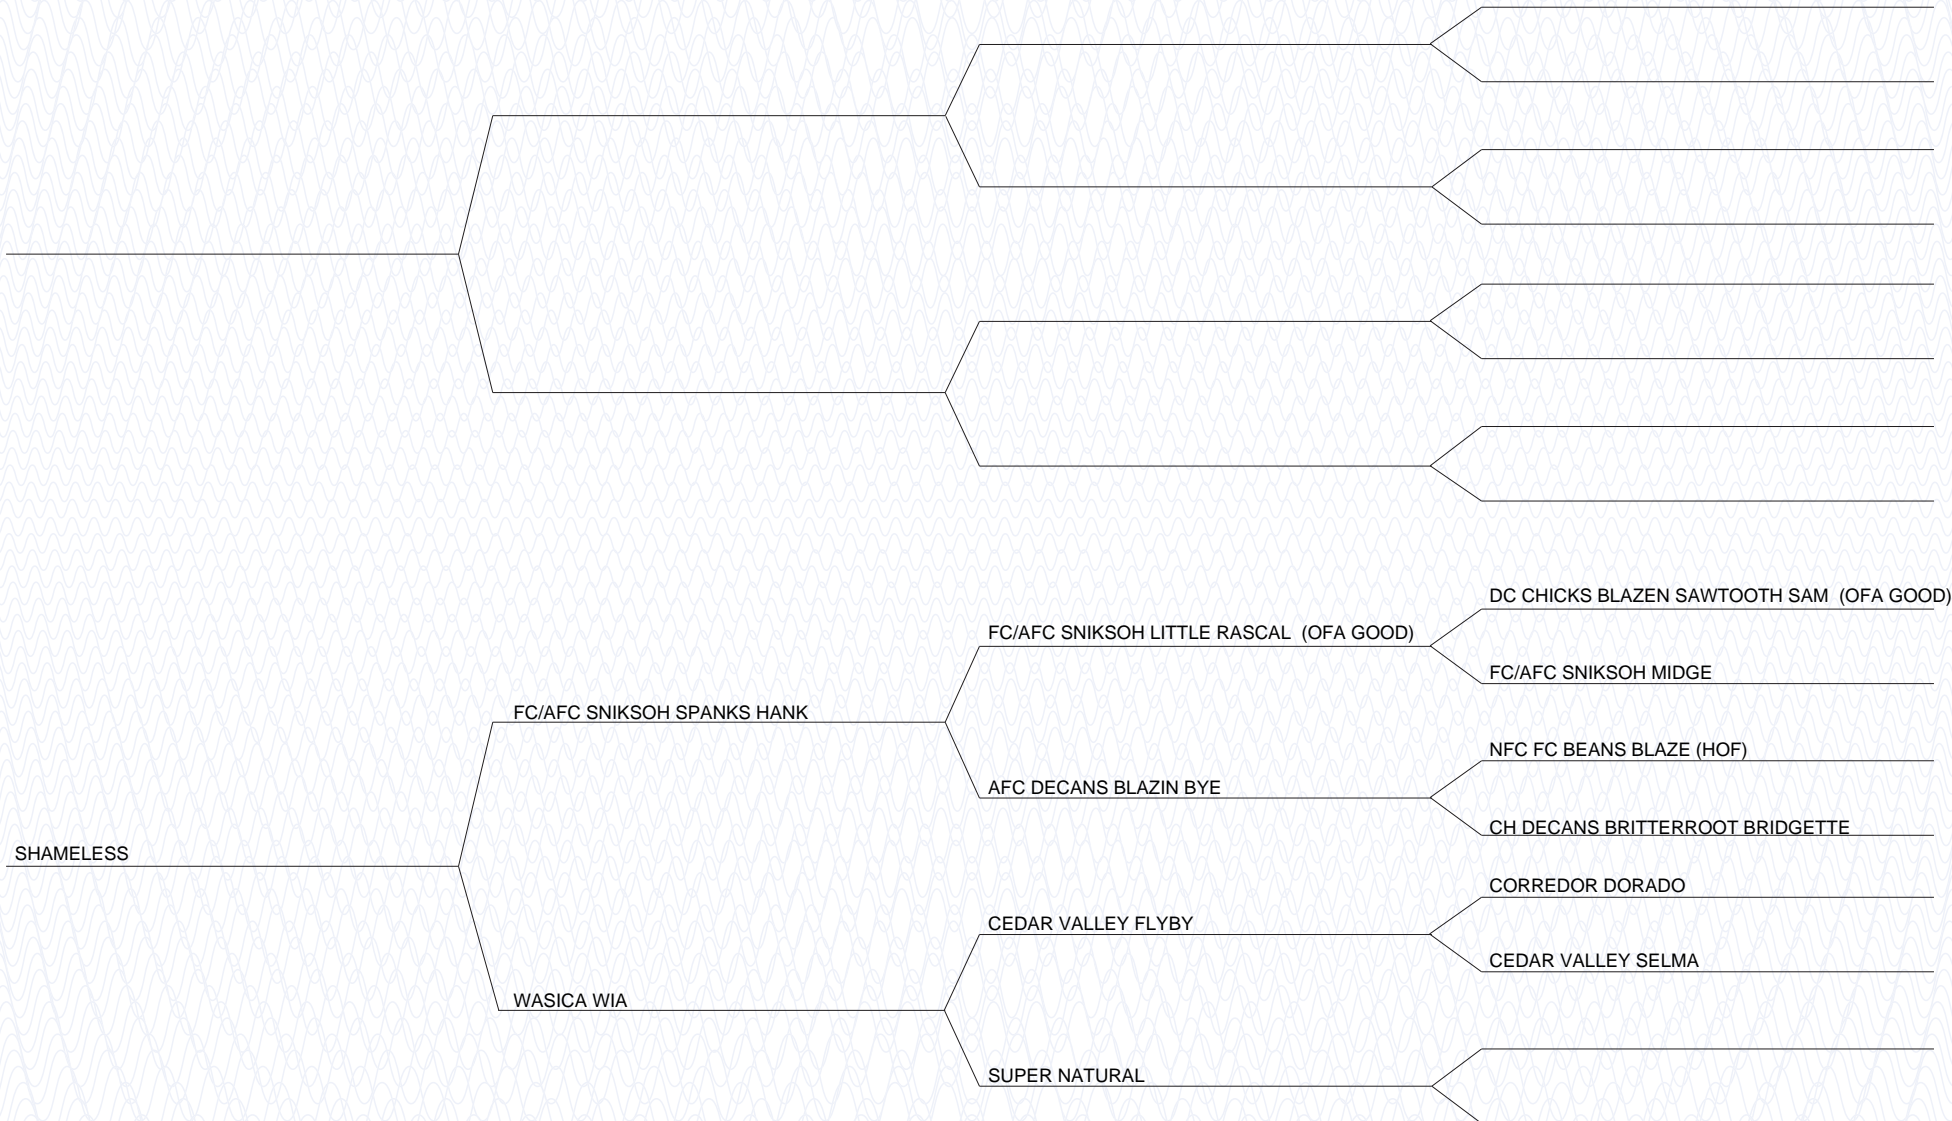 DC CHICKS BLAZEN SAWTOOTH SAM (OFA GOOD)
FC/AFC SNIKSOH LITTLE RASCAL (OFA GOOD)
FC/AFC SNIKSOH MIDGE
FC/AFC SNIKSOH SPANKS HANK
NFC FC BEANS BLAZE (HOF)
AFC DECANS BLAZIN BYE
CH DECANS BRITTERROOT BRIDGETTE
SHAMELESS
CORREDOR DORADO
CEDAR VALLEY FLYBY
CEDAR VALLEY SELMA
WASICA WIA
SUPER NATURAL